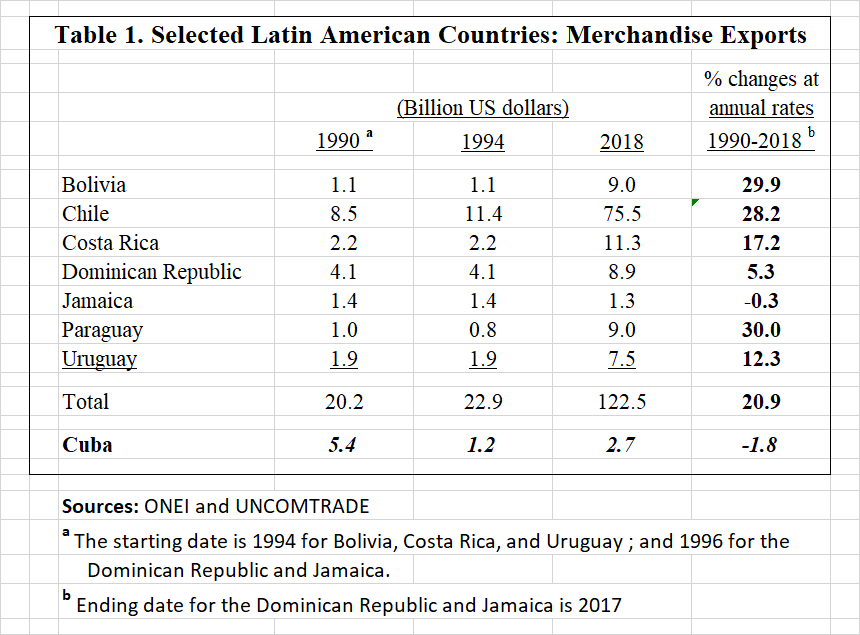 Table 1. Selected Latin American Countries: Merchandise Exports
% changes at
(Billion US dollars) annual rates
1990 a 1994 2018 1990-2018 b
Bolivia 1.1 1.1 9.0 29.9
Chile 8.5 11.4 75.5 28.2
Costa Rica 2.2 2.2 11.3 17.2
Dominican Republic 4.1 4.1 8.9 5.3
Jamaica 1.4 1.4 1.3 -0.3
Paraguay 1.0 0.8 9.0 30.0
Uruguay 1.9 1.9 7.5 12.3
Total 20.2 22.9 122.5 20.9
Cuba 5.4 1.2 2.7 -1.8
Sources: ONEI and UNCOMTRADE
a The starting date is 1994 for Bolivia, Costa Rica, and Uruguay ; and 1996 for the
Dominican Republic and Jamaica.
b Ending date for the Dominican Republic and Jamaica is 2017